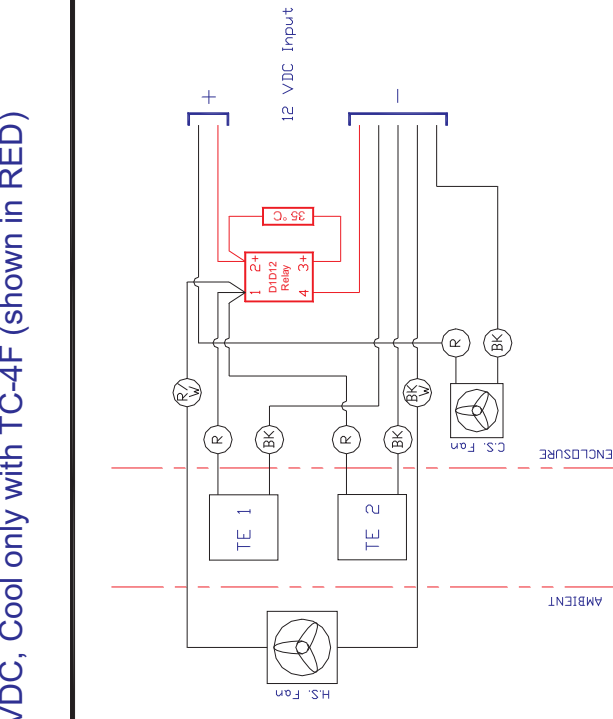 VDC, Cool only with TC-4F (shown in RED)
12 VDC Input
+
−
35 °C
2+
1
D1D12
Relay
3+
4
R/W
R
BK
R
BK
BK/W
R
BK
TE 1
TE 2
C.S. Fan
ENCLOSURE
AMBIENT
H.S. Fan